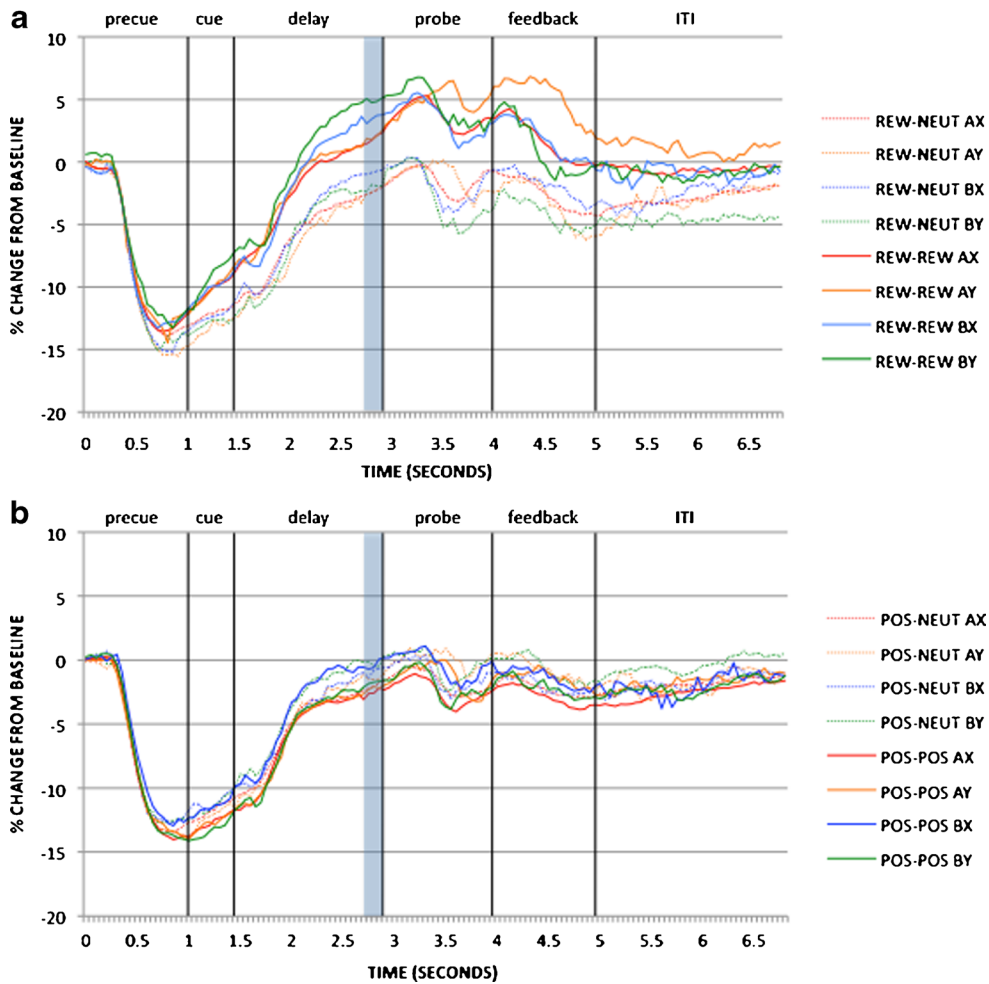 a
precue cue delay probe feedback ITI
10
5
0
-5
-10
-15
-20
% CHANGE FROM BASELINE
0 0.5 1 1.5 2 2.5 3 3.5 4 4.5 5 5.5 6 6.5
TIME (SECONDS)
REW-NEUT AX
REW-NEUT AY
REW-NEUT BX
REW-NEUT BY
REW-REW AX
REW-REW AY
REW-REW BX
REW-REW BY
b
precue cue delay probe feedback ITI
10
5
0
-5
-10
-15
-20
% CHANGE FROM BASELINE
0 0.5 1 1.5 2 2.5 3 3.5 4 4.5 5 5.5 6 6.5
TIME (SECONDS)
POS-NEUT AX
POS-NEUT AY
POS-NEUT BX
POS-NEUT BY
POS-POS AX
POS-POS AY
POS-POS BX
POS-POS BY